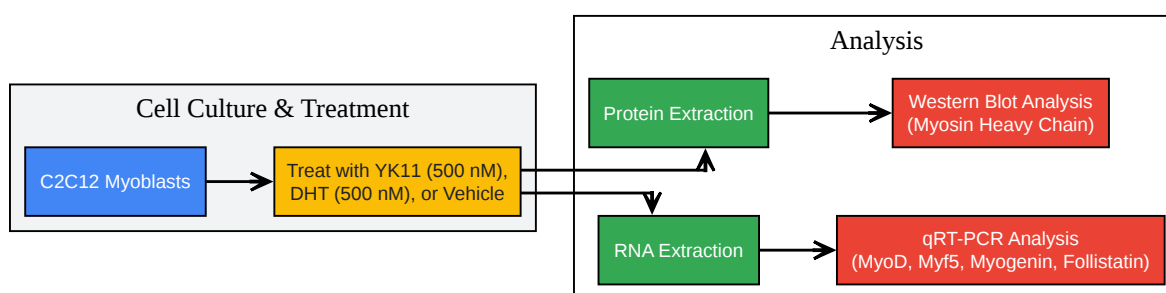 Cell Culture & Treatment
C2C12 Myoblasts
Treat with YK11 (500 nM),
DHT (500 nM), or Vehicle
Analysis
Protein Extraction
Western Blot Analysis
(Myosin Heavy Chain)
RNA Extraction
qRT-PCR Analysis
(MyoD, Myf5, Myogenin, Follistatin)